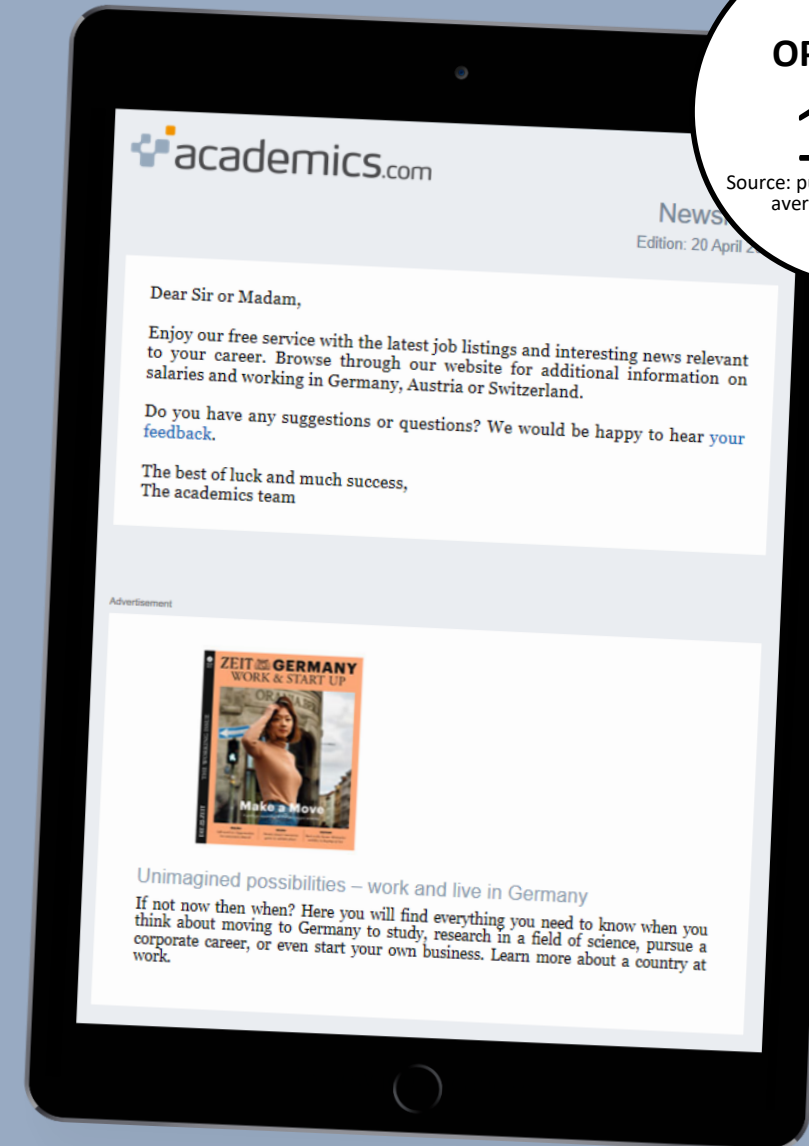 academics.com
Edition: 20 April
Dear Sir or Madam,
Enjoy our free service with the latest job listings and interesting news relevant
to your career. Browse through our website for additional information on
salaries and working in Germany, Austria or Switzerland.
Do you have any suggestions or questions? We would be happy to hear your
feedback.
The best of luck and much success,
The academics team
Advertisement
ZEIT GERMANY
WORK & START UP
THE WORKING ISSUE
Make a Move
Unimagined possibilities – work and live in Germany
If not now then when? Here you will find everything you need to know when you
think about moving to Germany to study, research in a field of science, pursue a
corporate career, or even start your own business. Learn more about a country at
work.
Source: